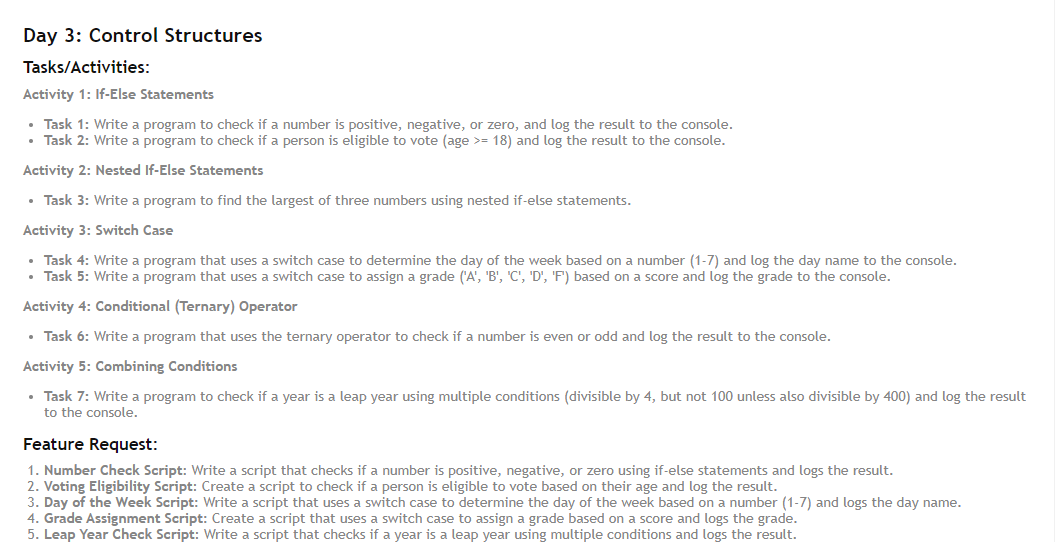 Day 3: Control Structures
Tasks/Activities:
Activity 1: If-Else Statements
• Task 1: Write a program to check if a number is positive, negative, or zero, and log the result to the console.
• Task 2: Write a program to check if a person is eligible to vote (age >= 18) and log the result to the console.
Activity 2: Nested If-Else Statements
• Task 3: Write a program to find the largest of three numbers using nested if-else statements.
Activity 3: Switch Case
• Task 4: Write a program that uses a switch case to determine the day of the week based on a number (1-7) and log the day name to the console.
• Task 5: Write a program that uses a switch case to assign a grade ('A', 'B', 'C', 'D', 'F') based on a score and log the grade to the console.
Activity 4: Conditional (Ternary) Operator
• Task 6: Write a program that uses the ternary operator to check if a number is even or odd and log the result to the console.
Activity 5: Combining Conditions
• Task 7: Write a program to check if a year is a leap year using multiple conditions (divisible by 4, but not 100 unless also divisible by 400) and log the result
to the console.
Feature Request:
1. Number Check Script: Write a script that checks if a number is positive, negative, or zero using if-else statements and logs the result.
2. Voting Eligibility Script: Create a script to check if a person is eligible to vote based on their age and log the result.
3. Day of the Week Script: Write a script that uses a switch case to determine the day of the week based on a number (1-7) and logs the day name.
4. Grade Assignment Script: Create a script that uses a switch case to assign a grade based on a score and logs the grade.
5. Leap Year Check Script: Write a script that checks if a year is a leap year using multiple conditions and logs the result.